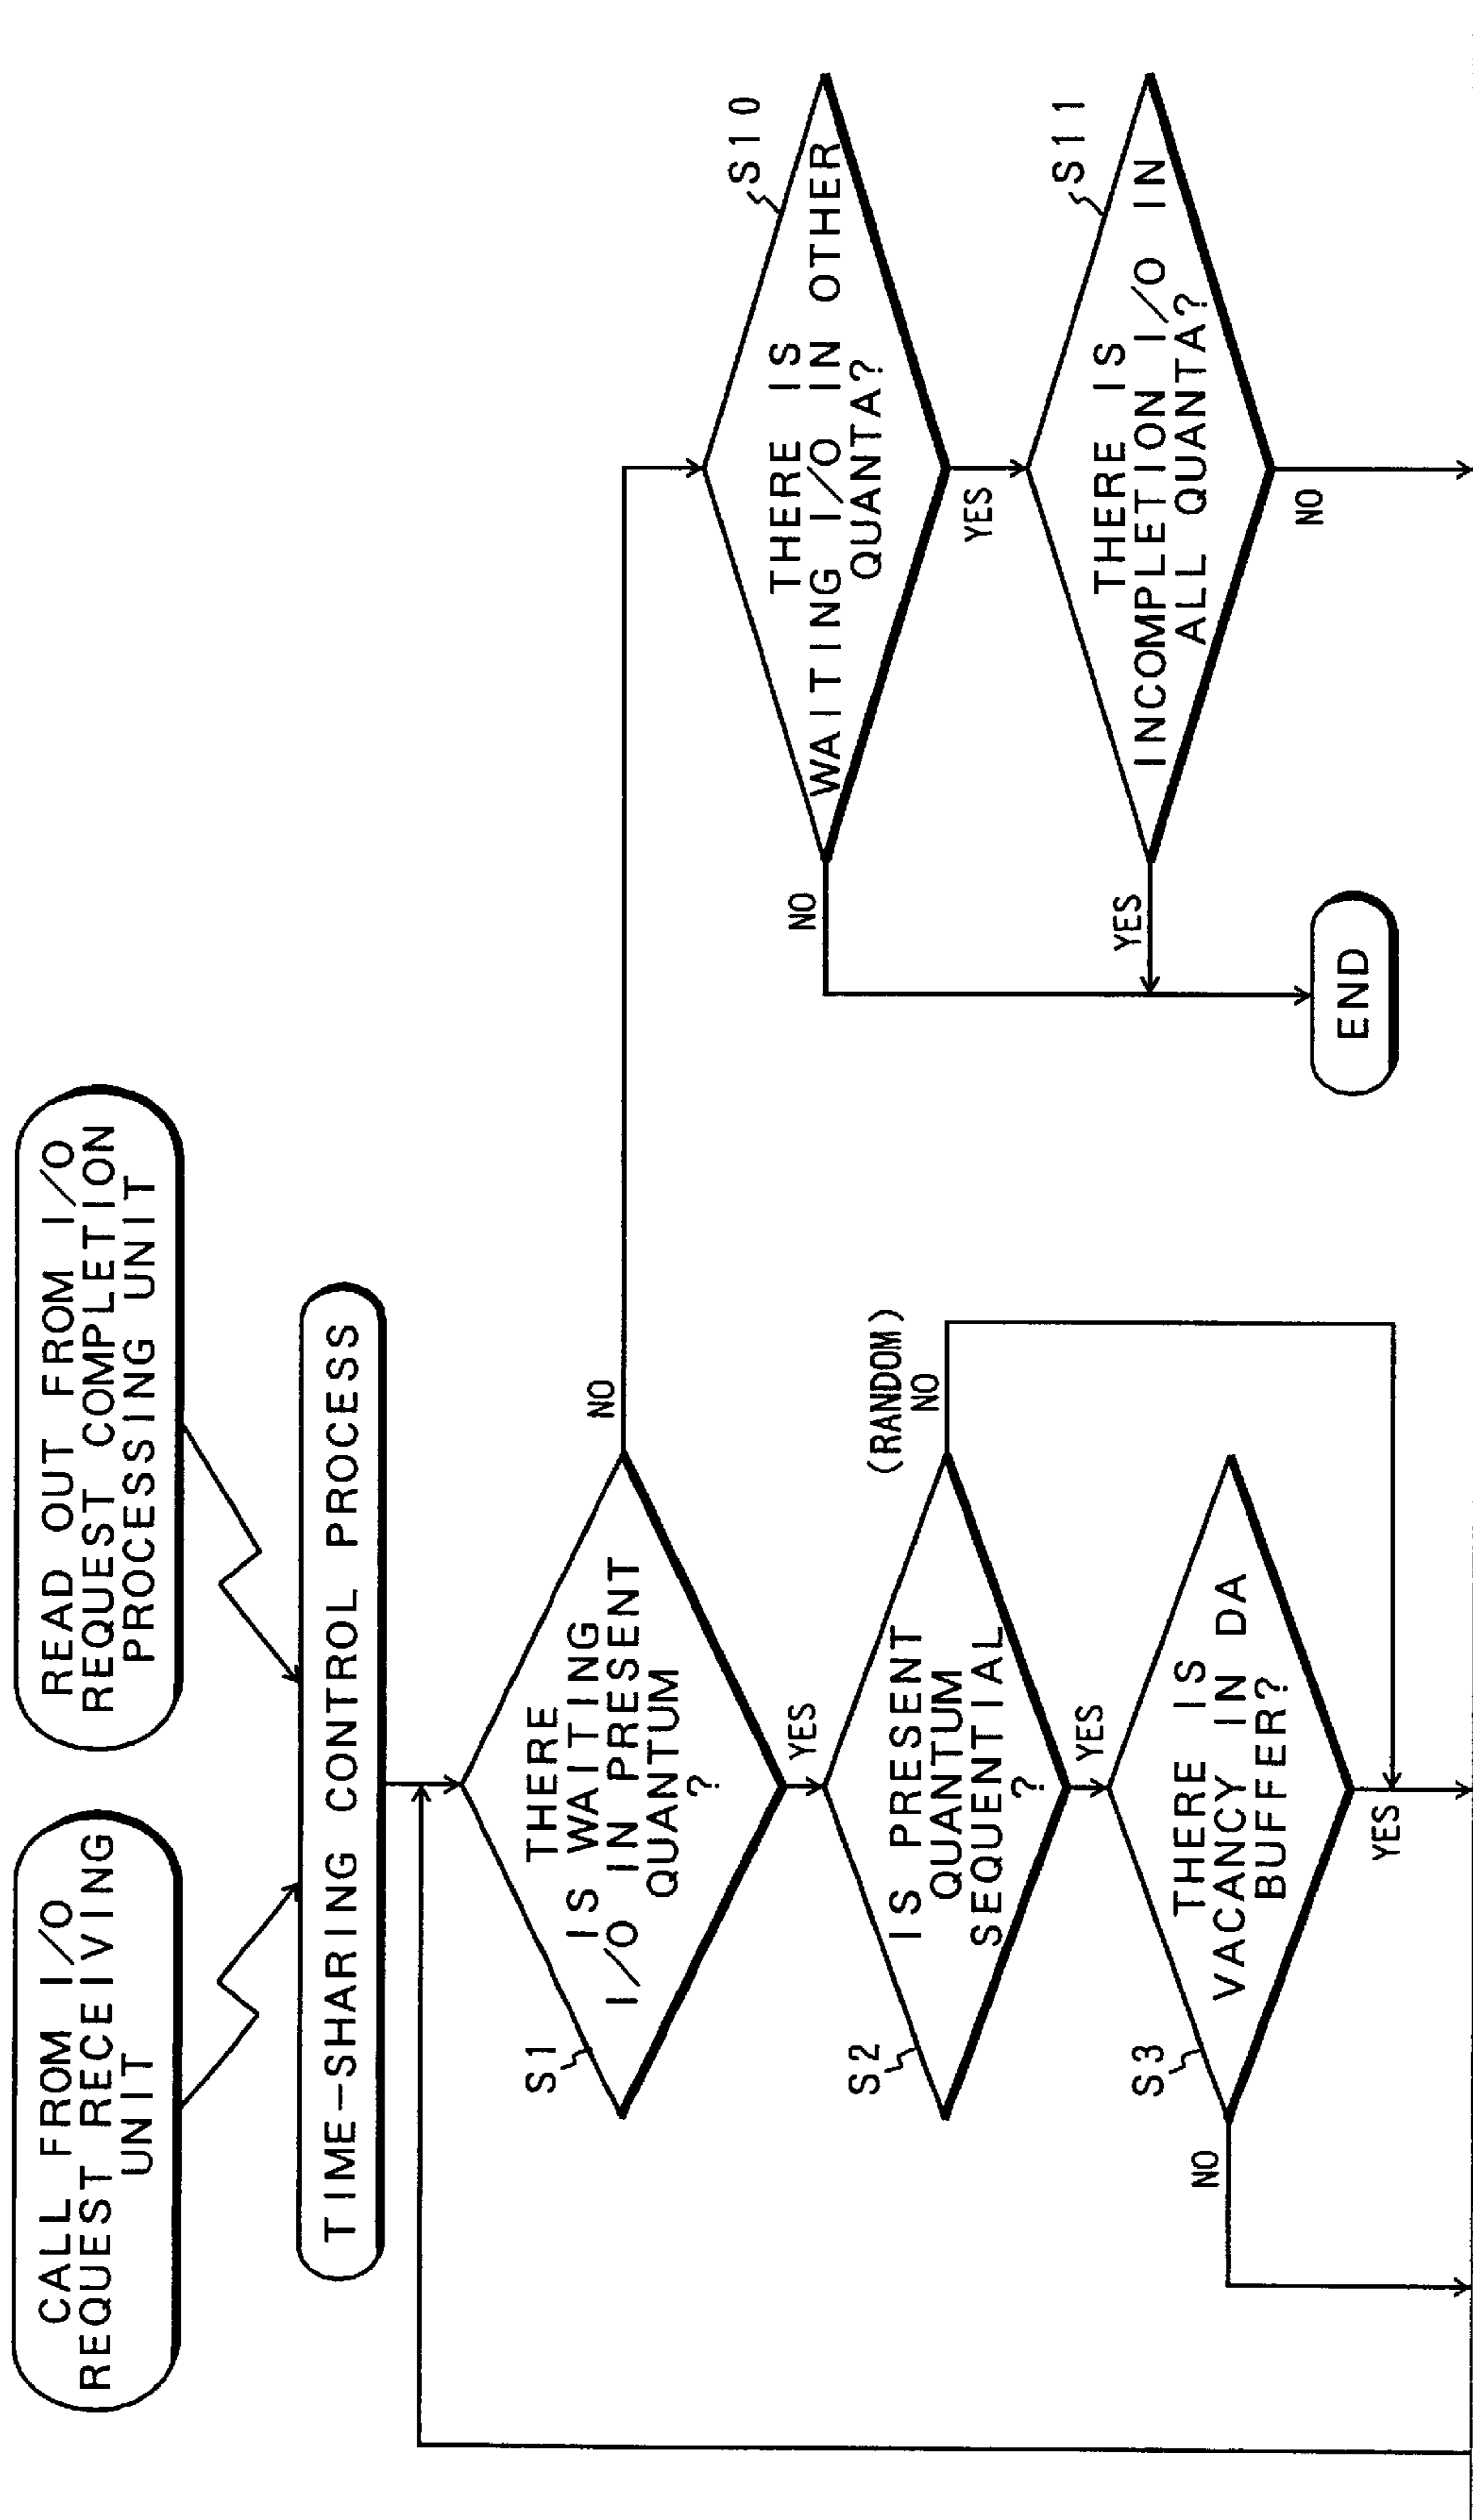 CALL FROM I/O
REQUEST RECEIVING
UNIT
READ OUT FROM I/O
REQUEST COMPLETION
PROCESSING UNIT
TIME-SHARING CONTROL PROCESS
S1
THERE
IS WAITING
I/O IN PRESENT
QUANTUM
?
NO
YES
S2
IS PRESENT
QUANTUM
SEQUENTIAL
?
(RANDOM)
NO
YES
S3
THERE IS
VACANCY IN DA
BUFFER?
NO
YES
S10
THERE IS
WAITING I/O IN OTHER
QUANTA?
NO
YES
S11
THERE IS
INCOMPLETION I/O IN
ALL QUANTA?
YES
NO
END